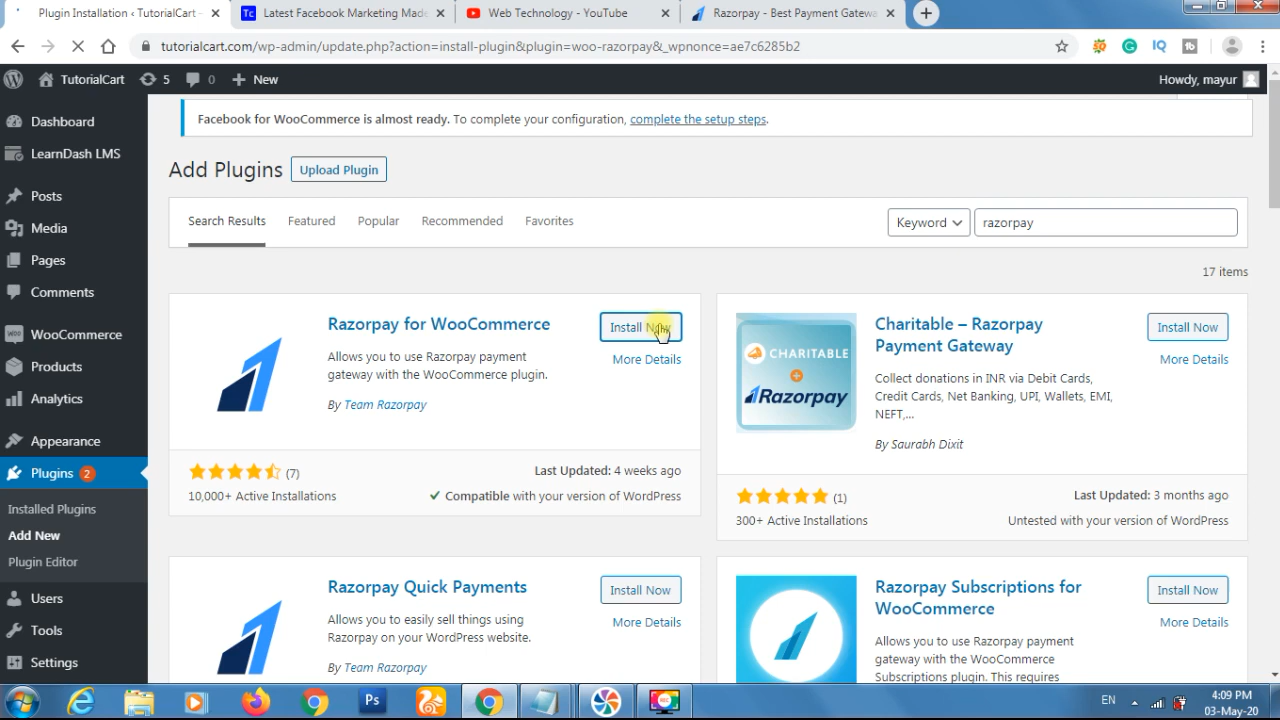 Plugin Installation ‹ TutorialCart
Latest Facebook Marketing Made
Web Technology - YouTube
Razorpay - Best Payment Gatewa
tutorialcart.com/wp-admin/update.php?action=install-plugin&plugin=woo-razorpay&_wpnonce=ae7c6285b2
TutorialCart 5 0 New
Howdy, mayur
Facebook for WooCommerce is almost ready. To complete your configuration, complete the setup steps.
Dashboard
LearnDash LMS
Posts
Media
Pages
Comments
WooCommerce
Products
Analytics
Appearance
Plugins 2
Installed Plugins
Add New
Plugin Editor
Users
Tools
Settings
Add Plugins Upload Plugin
Search Results Featured Popular Recommended Favorites
Keyword razorpay
17 items
Razorpay for WooCommerce
Install Now
More Details
Allows you to use Razorpay payment
gateway with the WooCommerce plugin.
By Team Razorpay
(7)
10,000+ Active Installations
Last Updated: 4 weeks ago
Compatible with your version of WordPress
CHARITABLE
+
Razorpay
Charitable – Razorpay
Payment Gateway
Install Now
More Details
Collect donations in INR via Debit Cards,
Credit Cards, Net Banking, UPI, Wallets, EMI,
NEFT,...
By Saurabh Dixit
(1)
300+ Active Installations
Last Updated: 3 months ago
Untested with your version of WordPress
Razorpay Quick Payments
Install Now
More Details
Allows you to easily sell things using
Razorpay on your WordPress website.
By Team Razorpay
Razorpay Subscriptions for
WooCommerce
Install Now
More Details
Allows you to use Razorpay payment
gateway with the WooCommerce
Subscriptions plugin. This requires
EN
4:09 PM
03-May-20